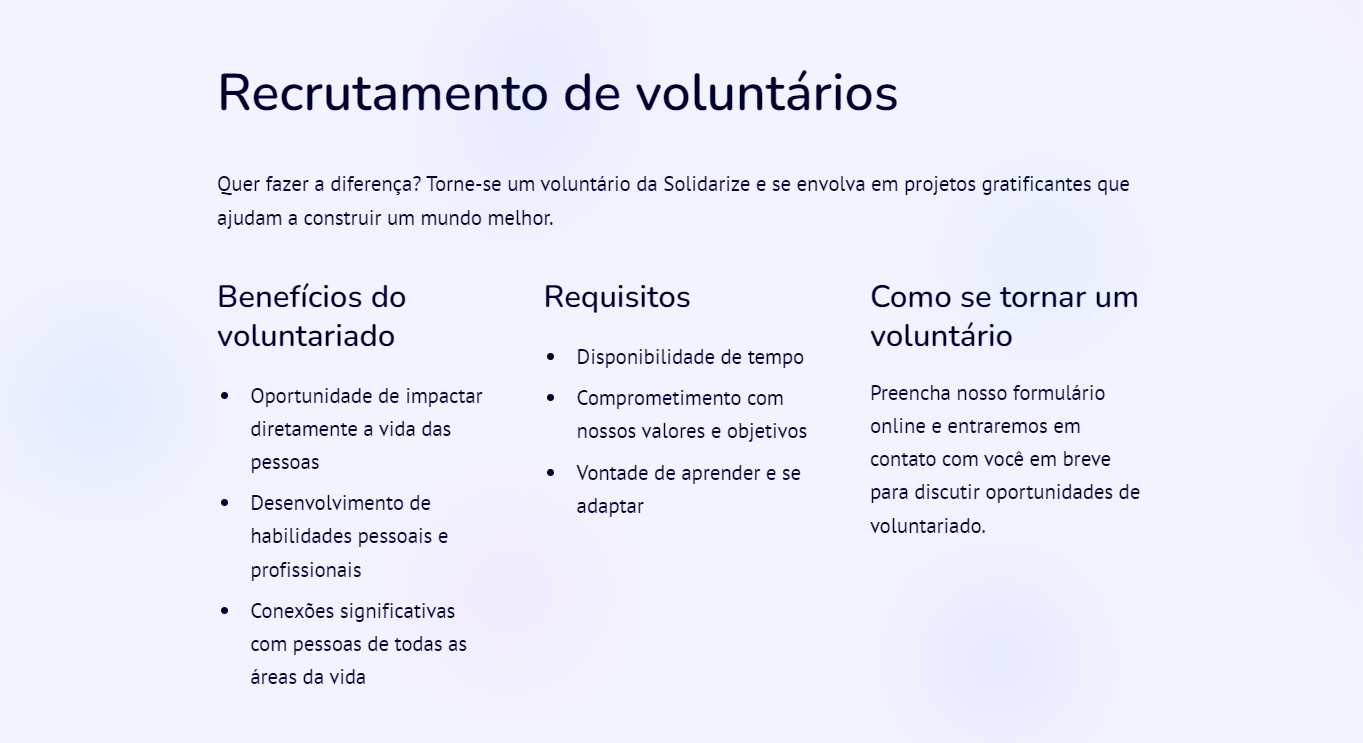 Recrutamento de voluntários
Quer fazer a diferença? Torne-se um voluntário da Solidarize e se envolva em projetos gratificantes que
ajudam a construir um mundo melhor.
Benefícios do
voluntariado
• Oportunidade de impactar
diretamente a vida das
pessoas
• Desenvolvimento de
habilidades pessoais e
profissionais
• Conexões significativas
com pessoas de todas as
áreas da vida
Requisitos
• Disponibilidade de tempo
• Comprometimento com
nossos valores e objetivos
• Vontade de aprender e se
adaptar
Como se tornar um
voluntário
Preencha nosso formulário
online e entraremos em
contato com você em breve
para discutir oportunidades de
voluntariado.